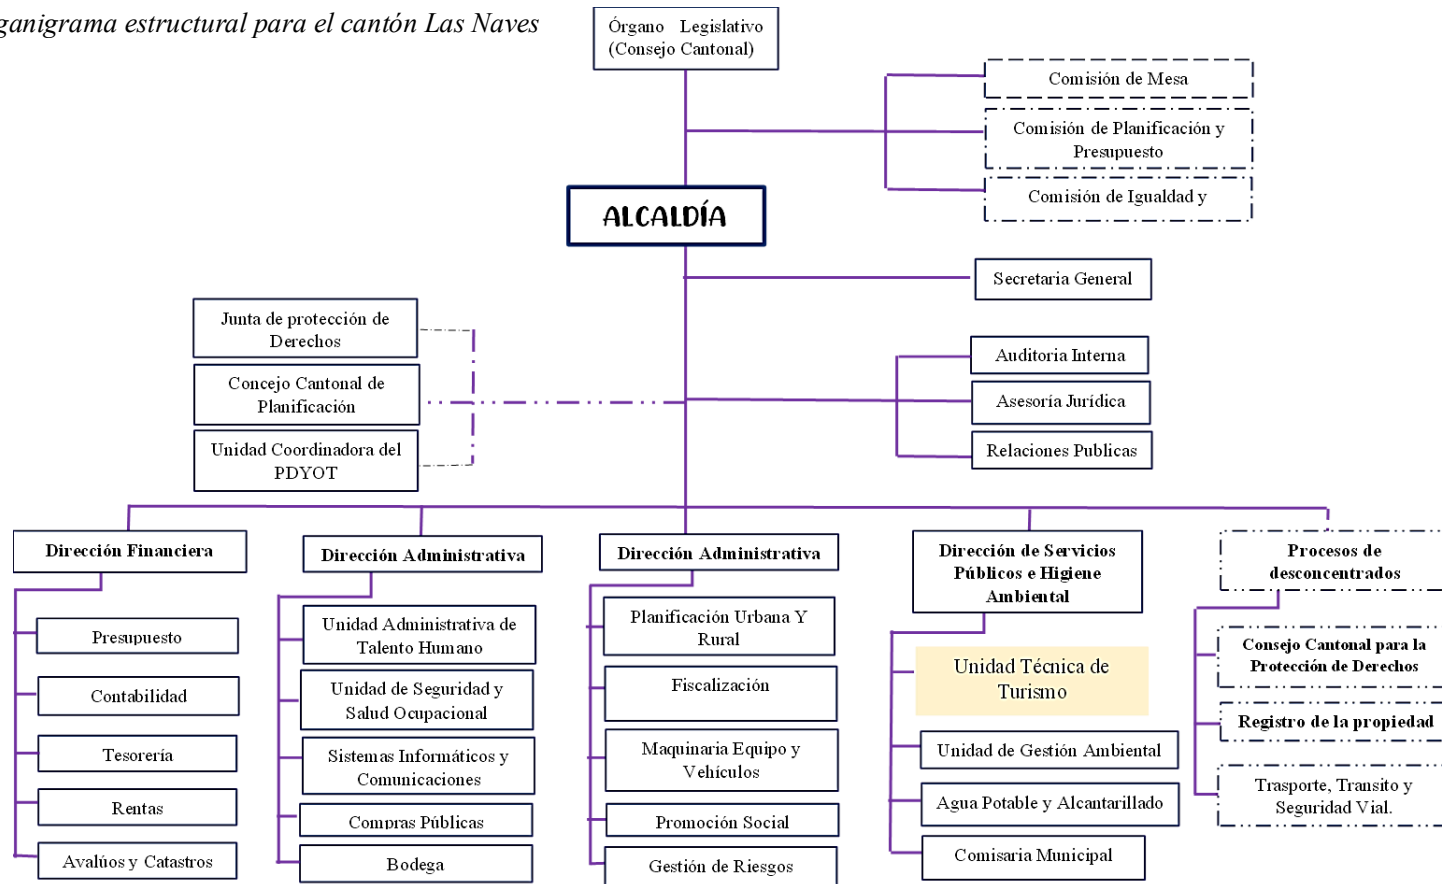 ganigrama estructural para el cantón Las Naves
Órgano Legislativo
(Consejo Cantonal)
Comisión de Mesa
Comisión de Planificación y
Presupuesto
Comisión de Igualdad y
ALCALDÍA
Secretaria General
Junta de protección de
Derechos
Concejo Cantonal de
Planificación
Unidad Coordinadora del
PDYOT
Auditoria Interna
Asesoría Jurídica
Relaciones Publicas
Dirección Financiera
Presupuesto
Contabilidad
Tesorería
Rentas
Avalúos y Catastros
Dirección Administrativa
Unidad Administrativa de
Talento Humano
Unidad de Seguridad y
Salud Ocupacional
Sistemas Informáticos y
Comunicaciones
Compras Públicas
Bodega
Dirección Administrativa
Planificación Urbana Y
Rural
Fiscalización
Maquinaria Equipo y
Vehículos
Promoción Social
Gestión de Riesgos
Dirección de Servicios
Públicos e Higiene
Ambiental
Unidad Técnica de
Turismo
Unidad de Gestión Ambiental
Agua Potable y Alcantarillado
Comisaria Municipal
Procesos de
desconcentrados
Consejo Cantonal para la
Protección de Derechos
Registro de la propiedad
Trasporte, Transito y
Seguridad Vial.